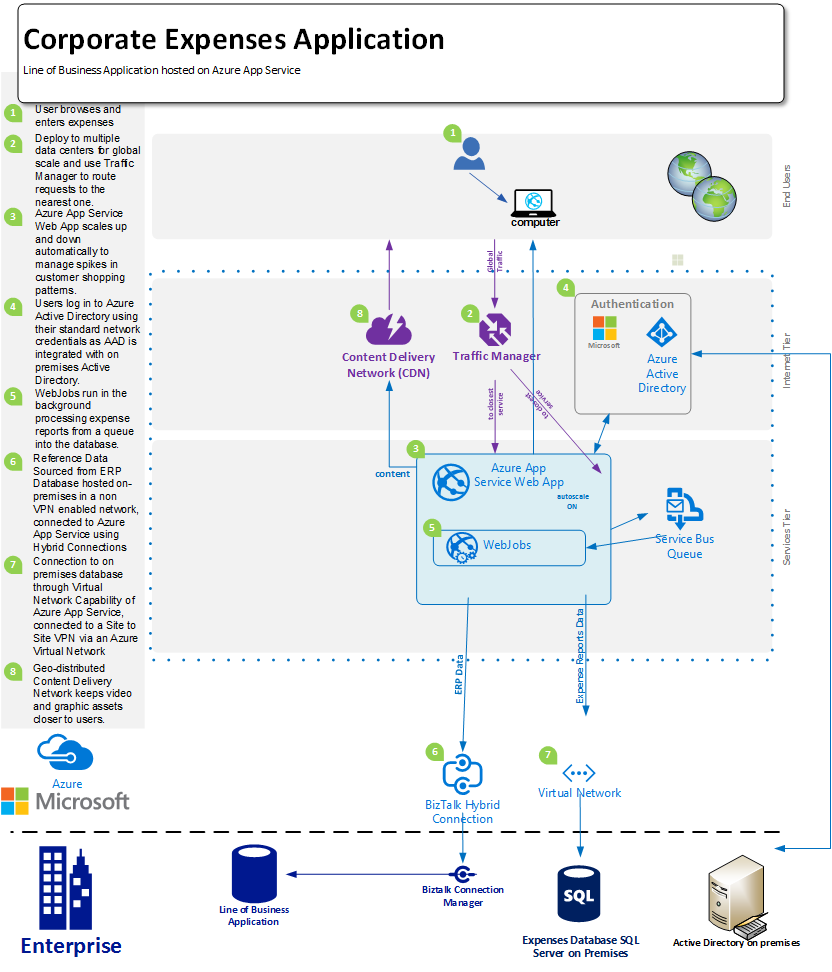 Corporate Expenses Application
Line of Business Application hosted on Azure App Service
1
User browses and
enters expenses
2
Deploy to multiple
data centers for global
scale and use Traffic
Manager to route
requests to the
nearest one.
3
Azure App Service
Web App scales up
and down
automatically to
manage spikes in
customer shopping
patterns.
4
Users log in to Azure
Active Directory using
their standard network
credentials as AAD is
integrated with on
premises Active
Directory.
5
WebJobs run in the
background
processing expense
reports from a queue
into the database.
6
Reference Data
Sourced from ERP
Database hosted on-
premises in a non
VPN enabled network,
connected to Azure
App Service using
Hybrid Connections
7
Connection to on
premises database
through Virtual
Network Capability of
Azure App Service,
connected to a Site to
Site VPN via an Azure
Virtual Network
8
Geo-distributed
Content Delivery
Network keeps video
and graphic assets
closer to users.
Azure
Microsoft
1
computer
End Users
Global
Traffic
8
Content Delivery
Network (CDN)
2
Traffic Manager
4
Authentication
Microsoft
Azure
Active
Directory
Internet Tier
to closest
service
to closest
service
content
3
Azure App
Service Web App
autoscale
ON
5
WebJobs
Service Bus
Queue
Services Tier
ERP Data
Expense Reports Data
6
BizTalk Hybrid
Connection
7
Virtual Network
Enterprise
Line of Business
Application
Biztalk Connection
Manager
SQL
Expenses Database SQL
Server on Premises
Active Directory on premises